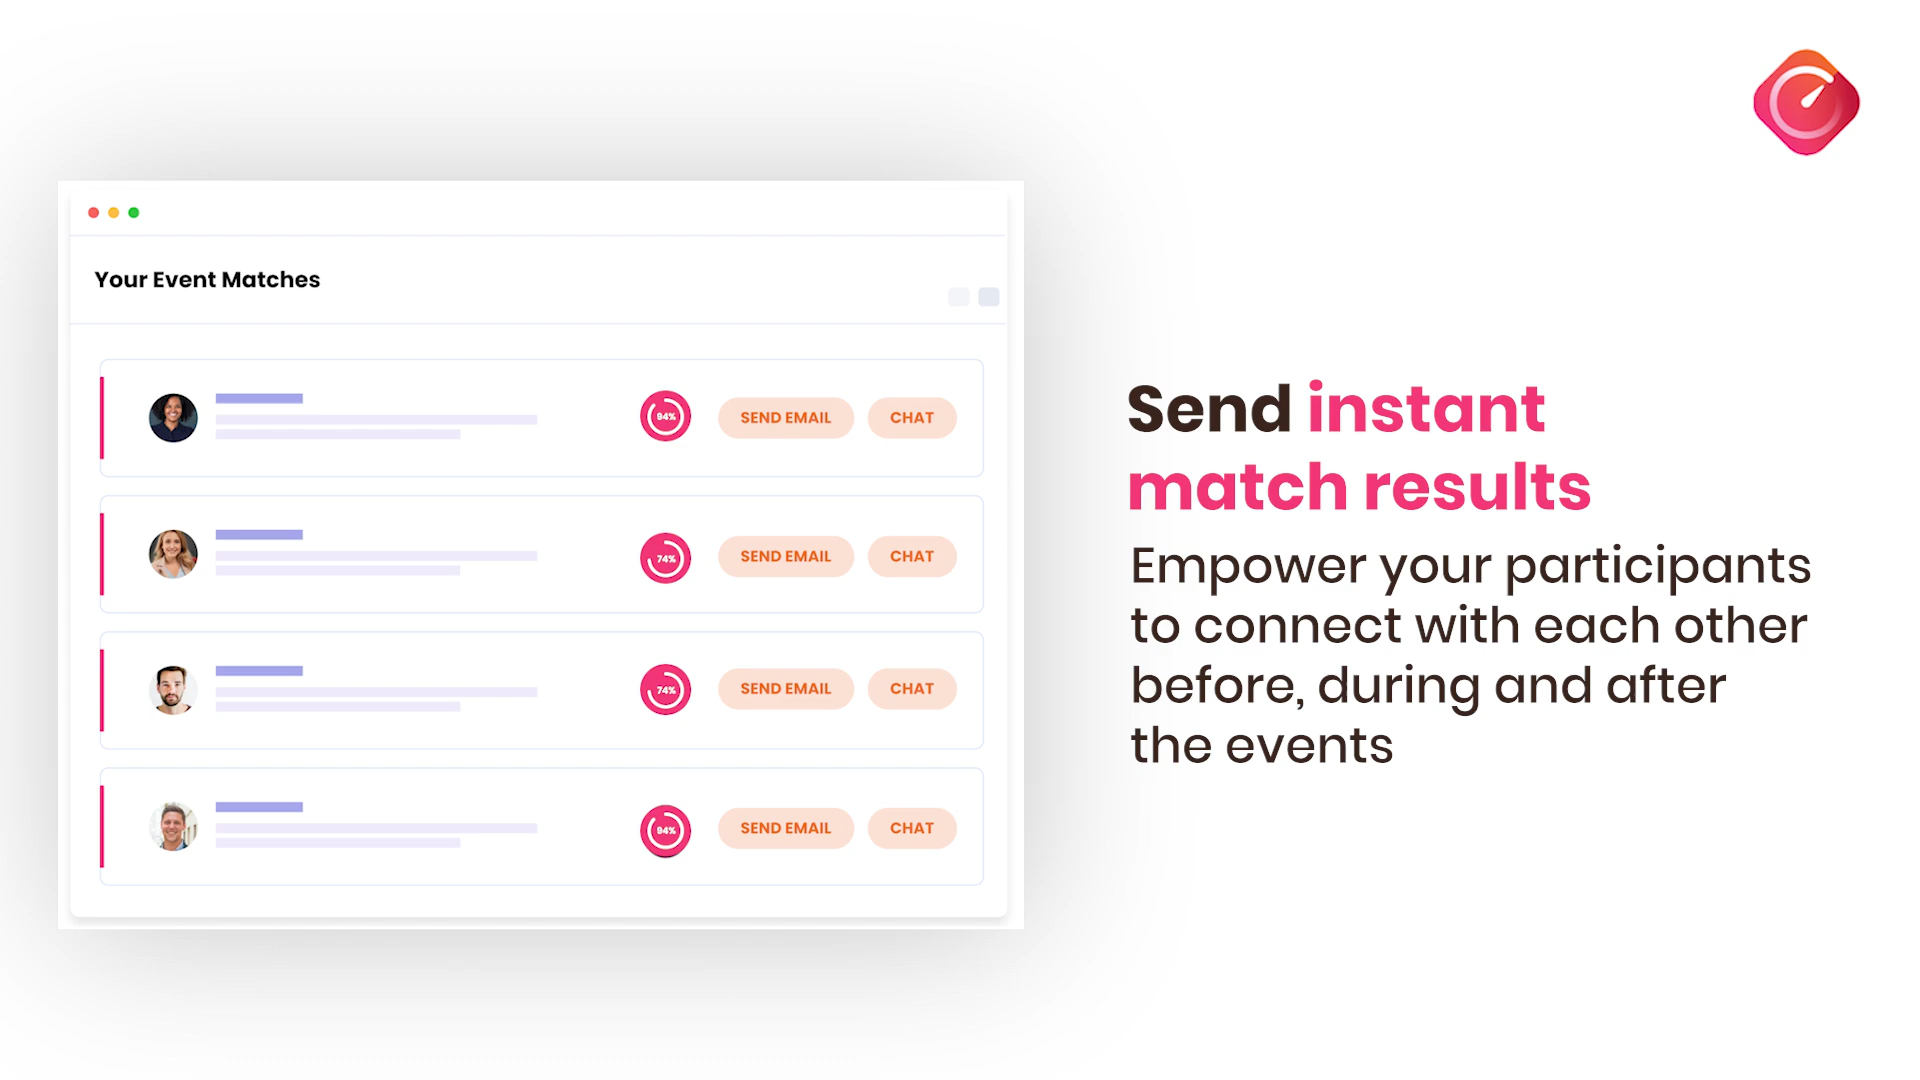 Your Event Matches
94% SEND EMAIL CHAT
74% SEND EMAIL CHAT
74% SEND EMAIL CHAT
94% SEND EMAIL CHAT
Send instant
match results
Empower your participants
to connect with each other
before, during and after
the events